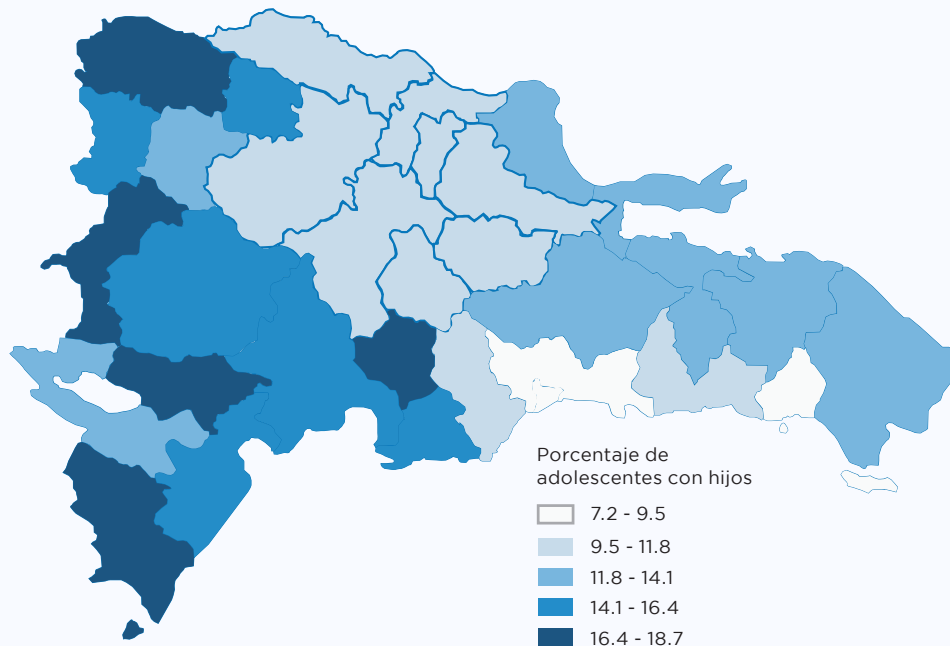 Porcentaje de
adolescentes con hijos
7.2 - 9.5
9.5 - 11.8
11.8 - 14.1
14.1 - 16.4
16.4 - 18.7